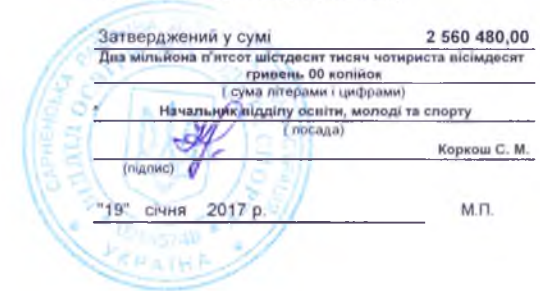 Затверджений у сумі 2 560 480,00
Два мільйона п'ятсот шістдесят тисяч чотириста вісімдесят
гривень 00 копійок
( сума літерами і цифрами)
Начальник відділу освіти, молоді та спорту
( посада)
Коркош С. М.
(підпис)
"19" січня 2017 р. М.П.
УКРАЇНА